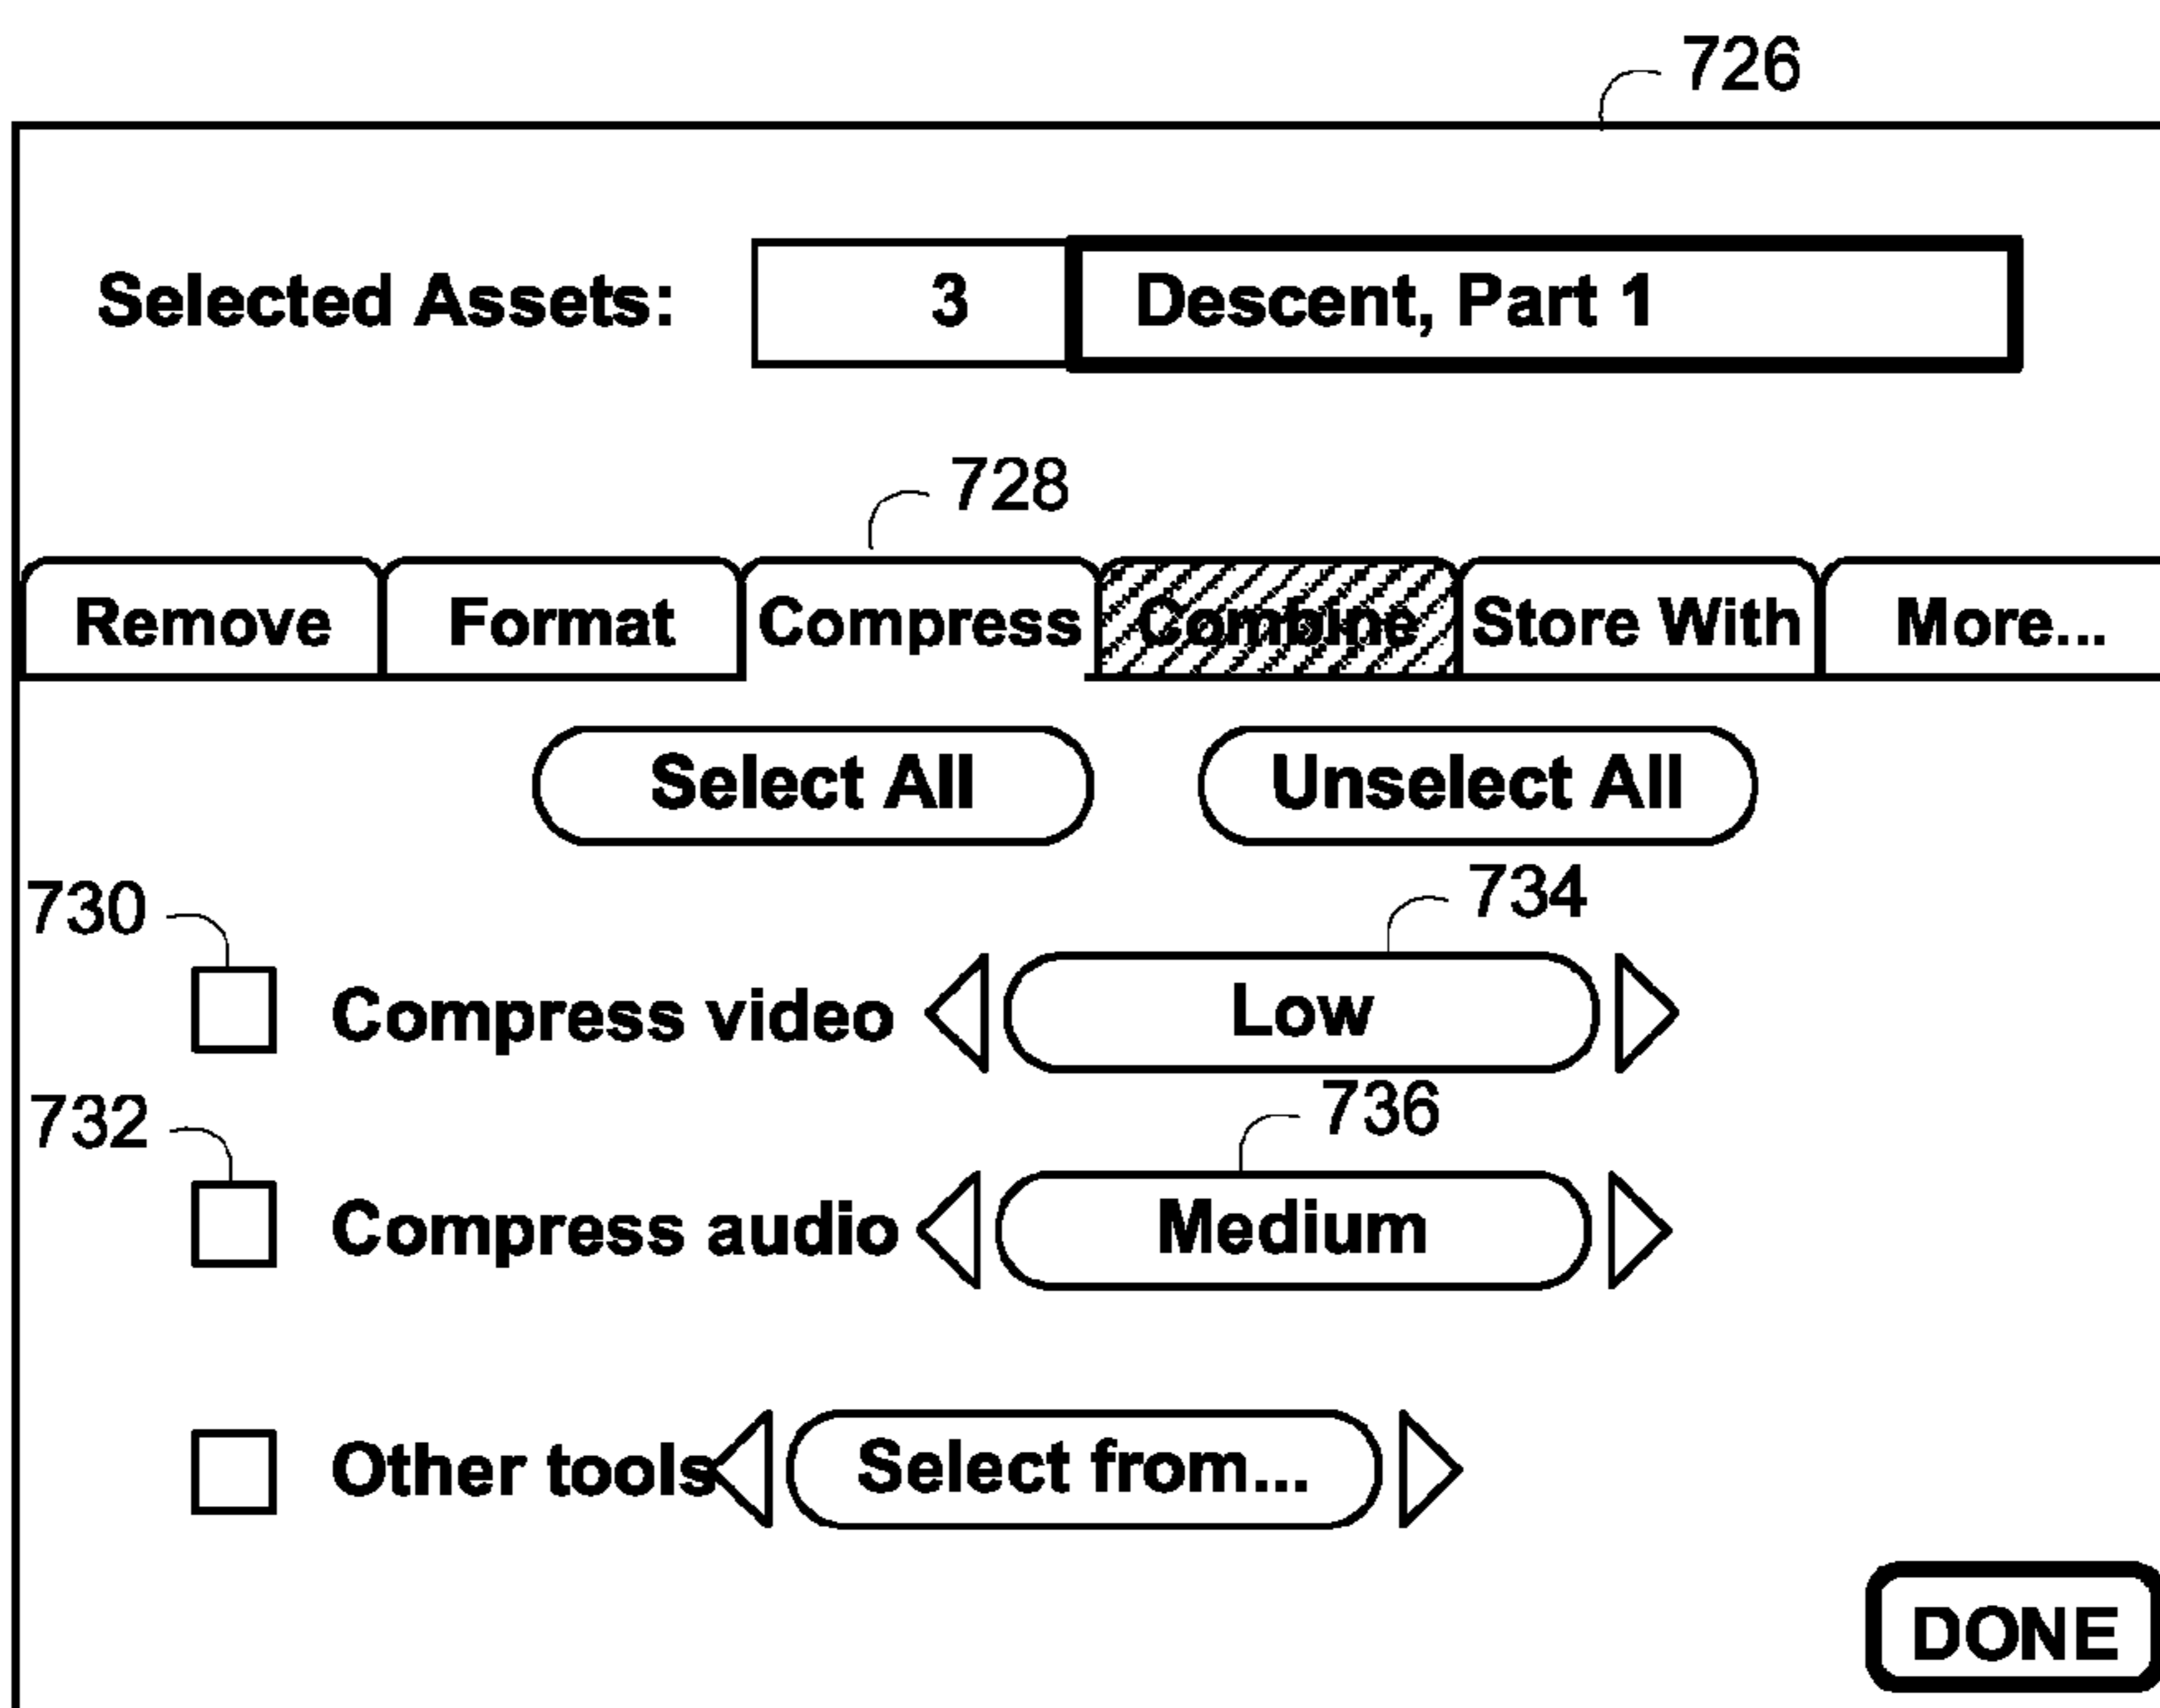 726
Selected Assets: 3 Descent, Part 1
728
Remove Format Compress Combine Store With More...
Select All Unselect All
730 734
Compress video Low
732 736
Compress audio Medium
Other tools Select from...
DONE